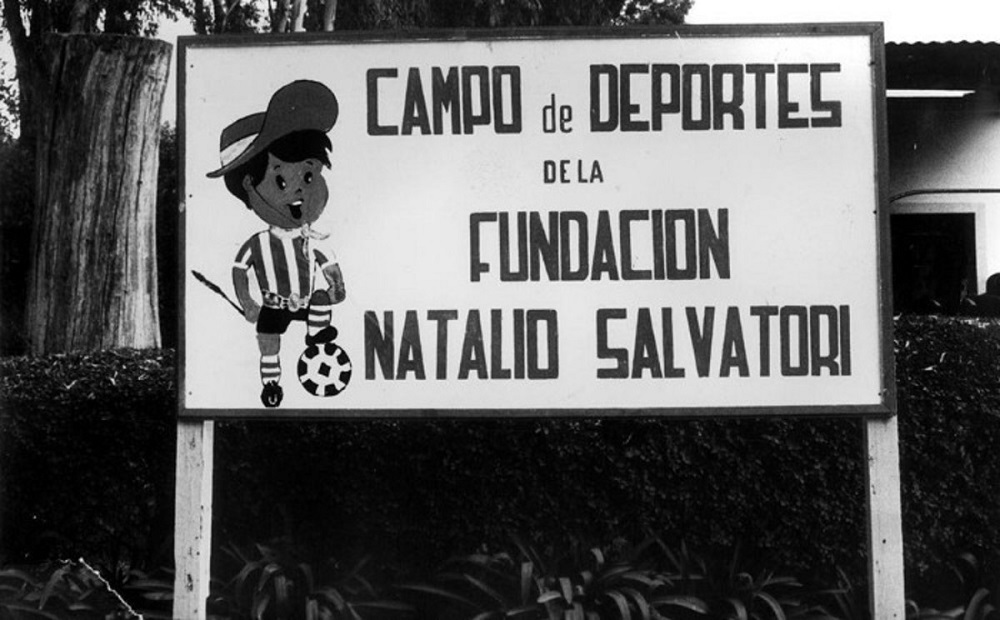 CAMPO de DEPORTES
DE LA
FUNDACION
NATALIO SALVATORI